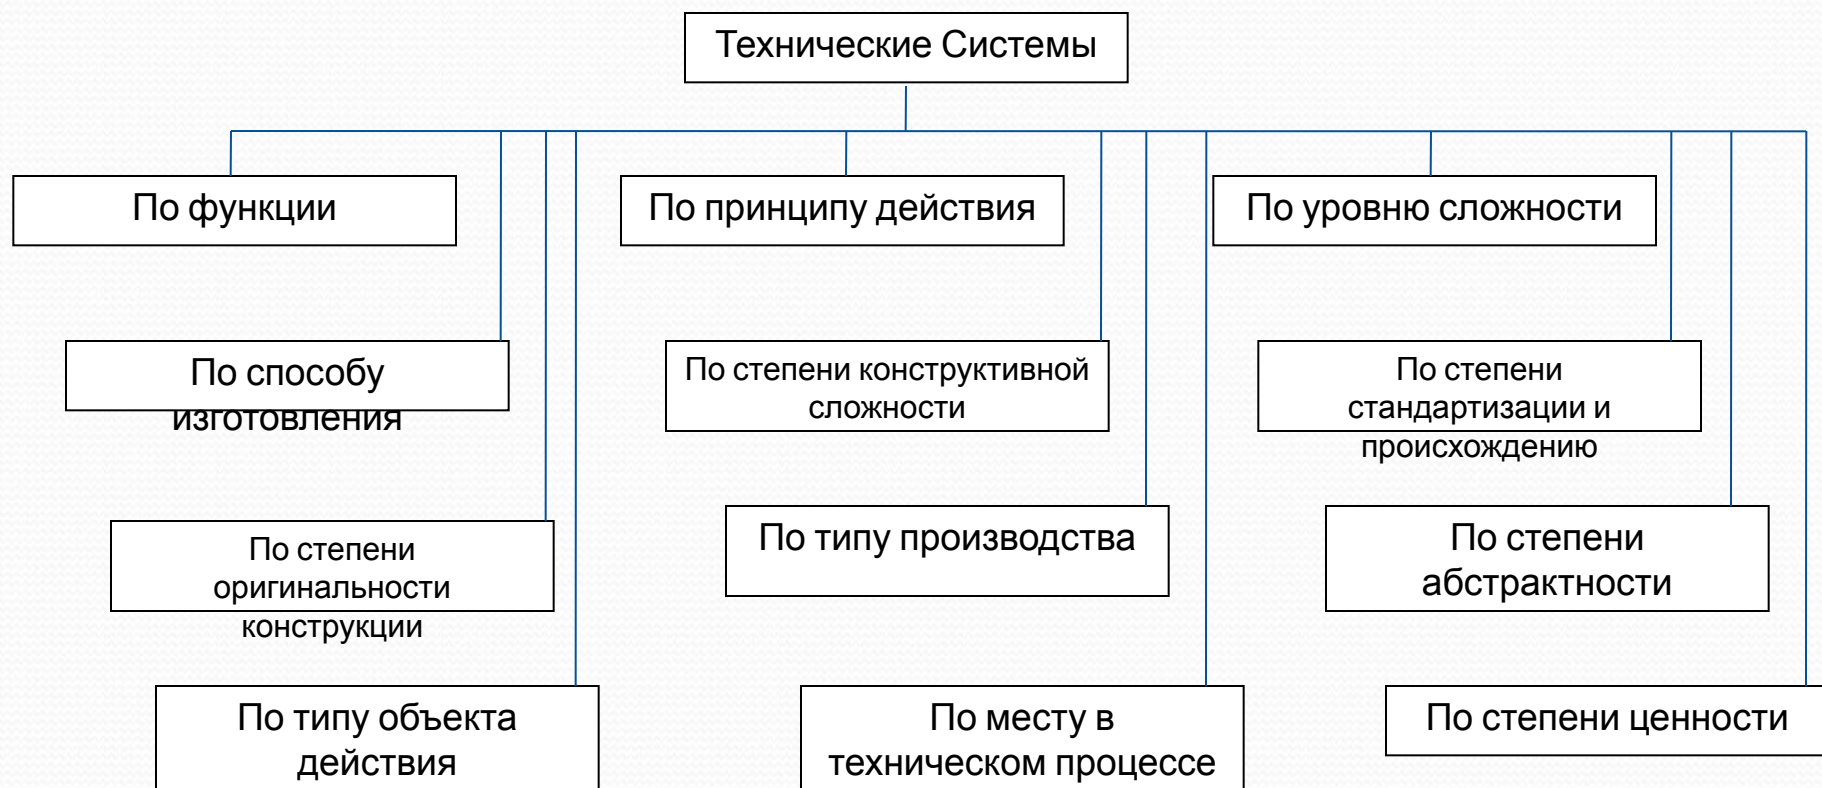 Технические Системы
По функции
По принципу действия
По уровню сложности
По способу
изготовления
По степени конструктивной
сложности
По степени
стандартизации и
происхождению
По степени
оригинальности
конструкции
По типу производства
По степени
абстрактности
По типу объекта
действия
По месту в
техническом процессе
По степени ценности